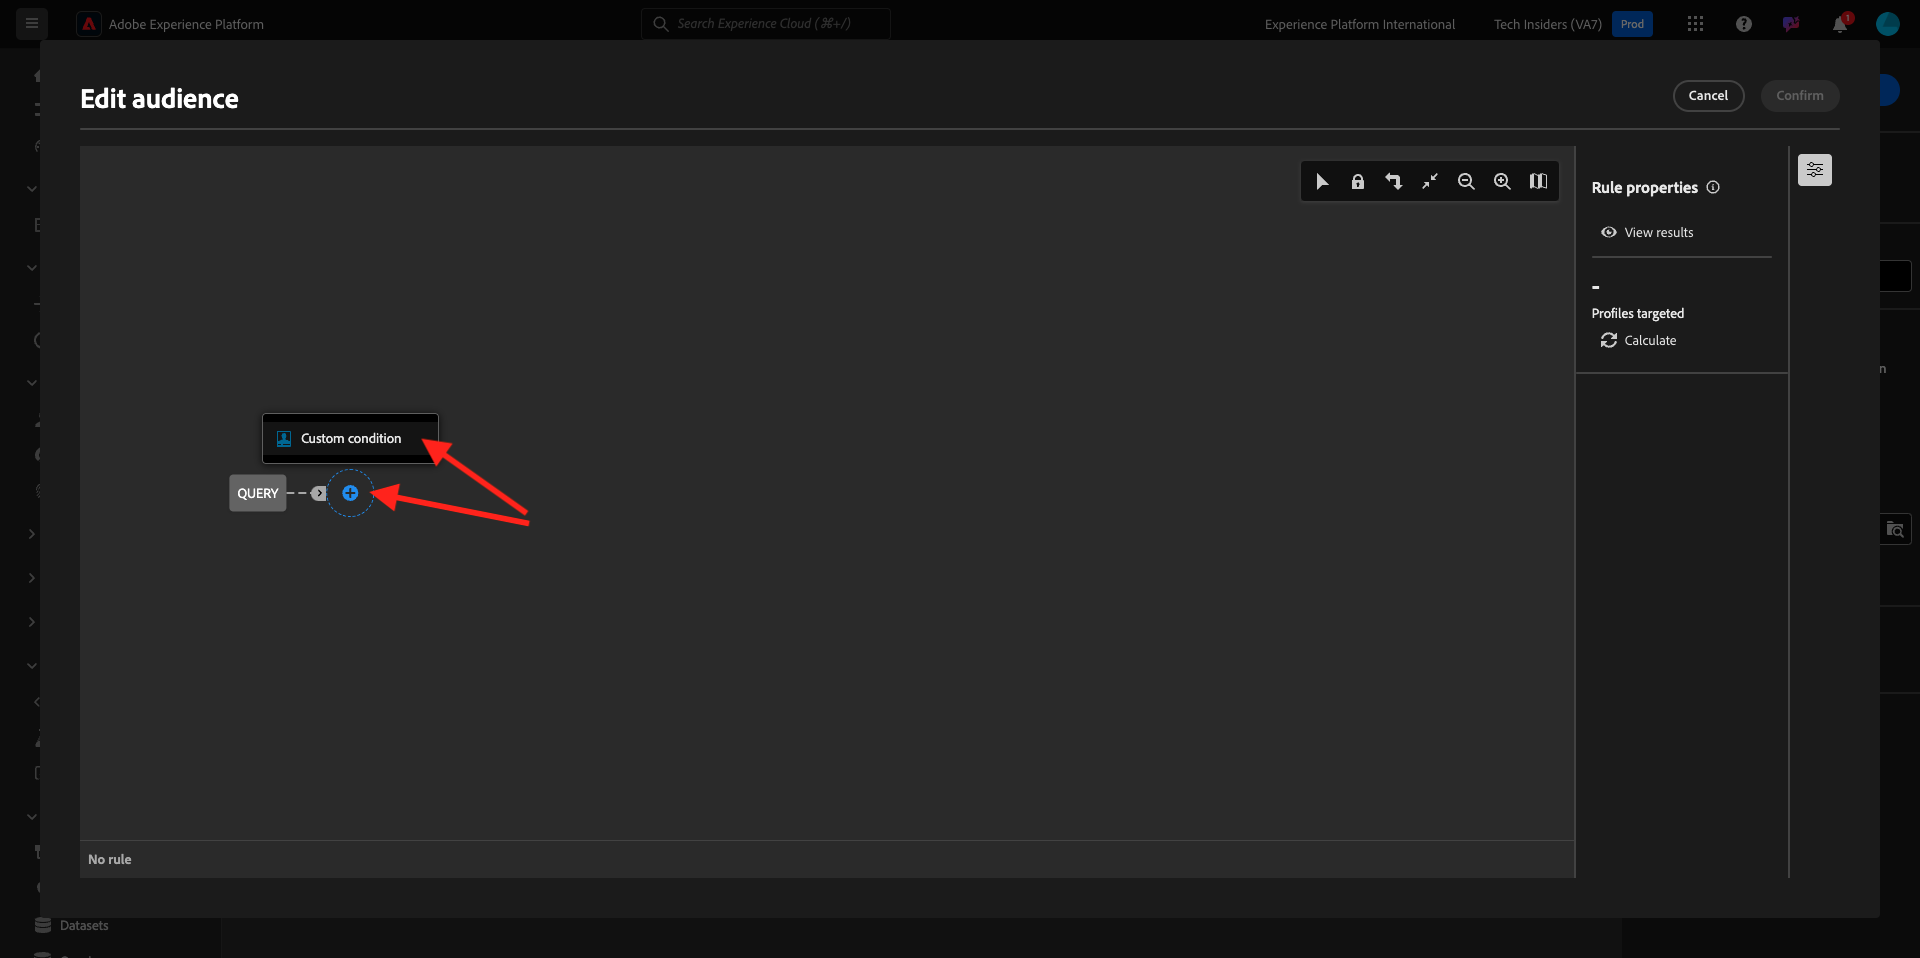 Adobe Experience Platform
Search Experience Cloud (⌘+/)
Experience Platform International
Tech Insiders (VA7)
Prod
1
Edit audience
Cancel
Confirm
Rule properties
View results
-
Profiles targeted
Calculate
Custom condition
QUERY
No rule
Datasets